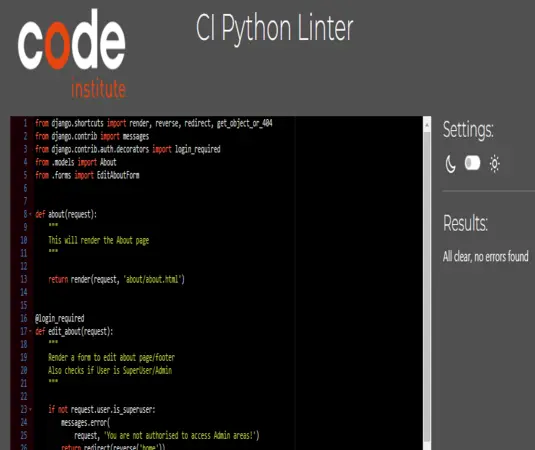 code
institute
CI Python Linter
1 from django.shortcuts import render, reverse, redirect, get_object_or_404
2 from django.contrib import messages
3 from django.contrib.auth.decorators import login_required
4 from .models import About
5 from .forms import EditAboutForm
6
7
8 def about(request):
9 """
10 This will render the About page
11 """
12
13 return render(request, 'about/about.html')
14
15
16 @login_required
17 def edit_about(request):
18 """
19 Render a form to edit about page/footer
20 Also checks if User is SuperUser/Admin
21 """
22
23 if not request.user.is_superuser:
24 messages.error(
25 request, 'You are not authorised to access Admin areas!')
26 return redirect(reverse('home'))
Settings:
Results:
All clear, no errors found